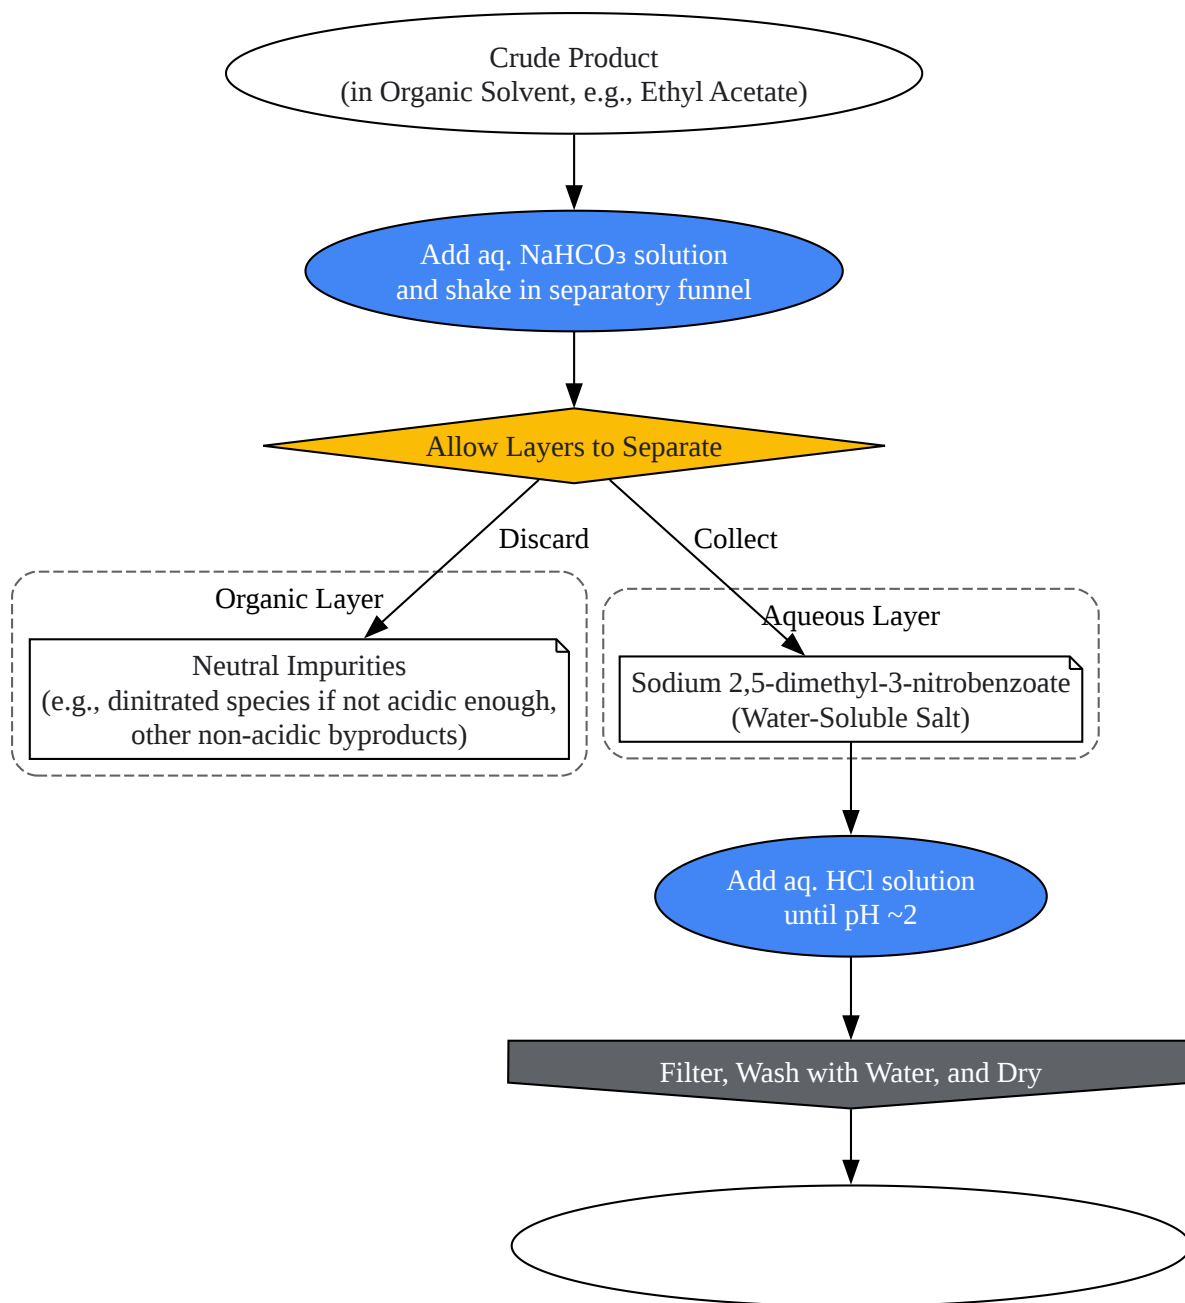 Crude Product
(in Organic Solvent, e.g., Ethyl Acetate)
Add aq. NaHCO₃ solution
and shake in separatory funnel
Allow Layers to Separate
Discard
Collect
Organic Layer
Neutral Impurities
(e.g., dinitrated species if not acidic enough,
other non-acidic byproducts)
Aqueous Layer
Sodium 2,5-dimethyl-3-nitrobenzoate
(Water-Soluble Salt)
Add aq. HCl solution
until pH ~2
Filter, Wash with Water, and Dry